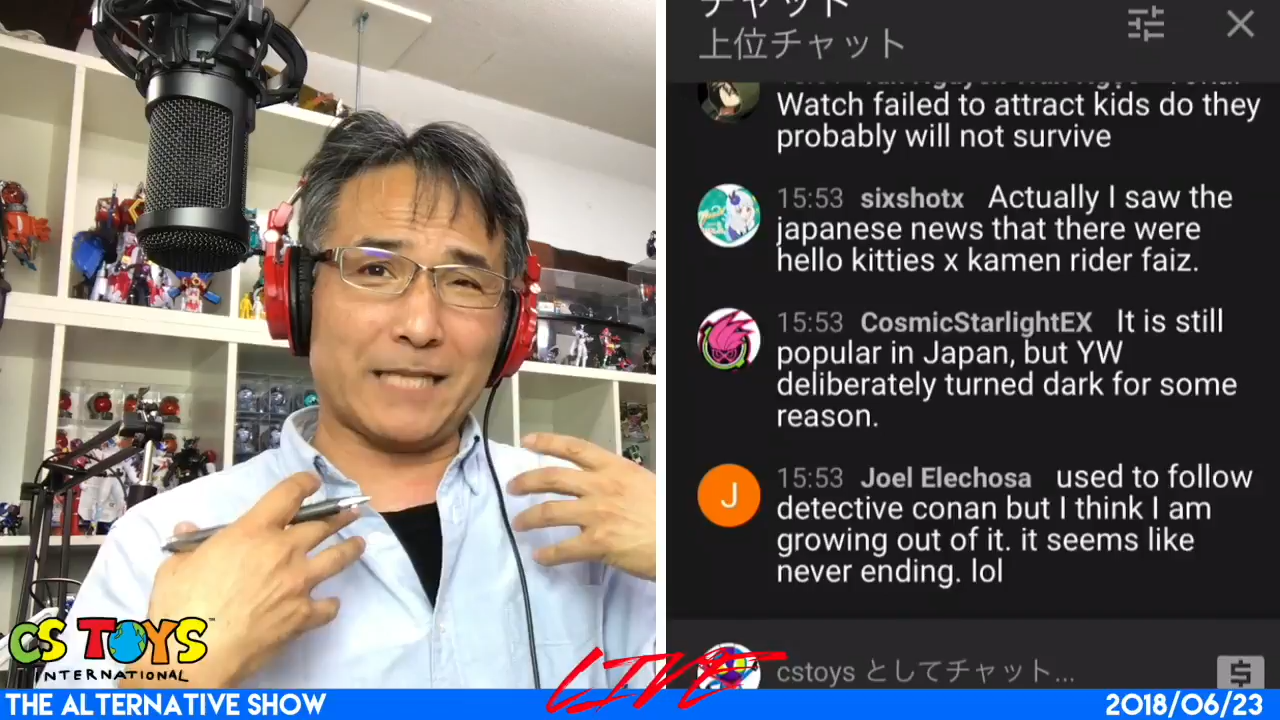 チャット
上位チャット
Watch failed to attract kids do they
probably will not survive
15:53 sixshotx Actually I saw the
japanese news that there were
hello kitties x kamen rider faiz.
15:53 CosmicStarlightEX It is still
popular in Japan, but YW
deliberately turned dark for some
reason.
J
15:53 Joel Elechosa used to follow
detective conan but I think I am
growing out of it. it seems like
never ending. lol
cstoys としてチャット...
$
CS TOYS™
INTERNATIONAL
LIVE
THE ALTERNATIVE SHOW
2018/06/23